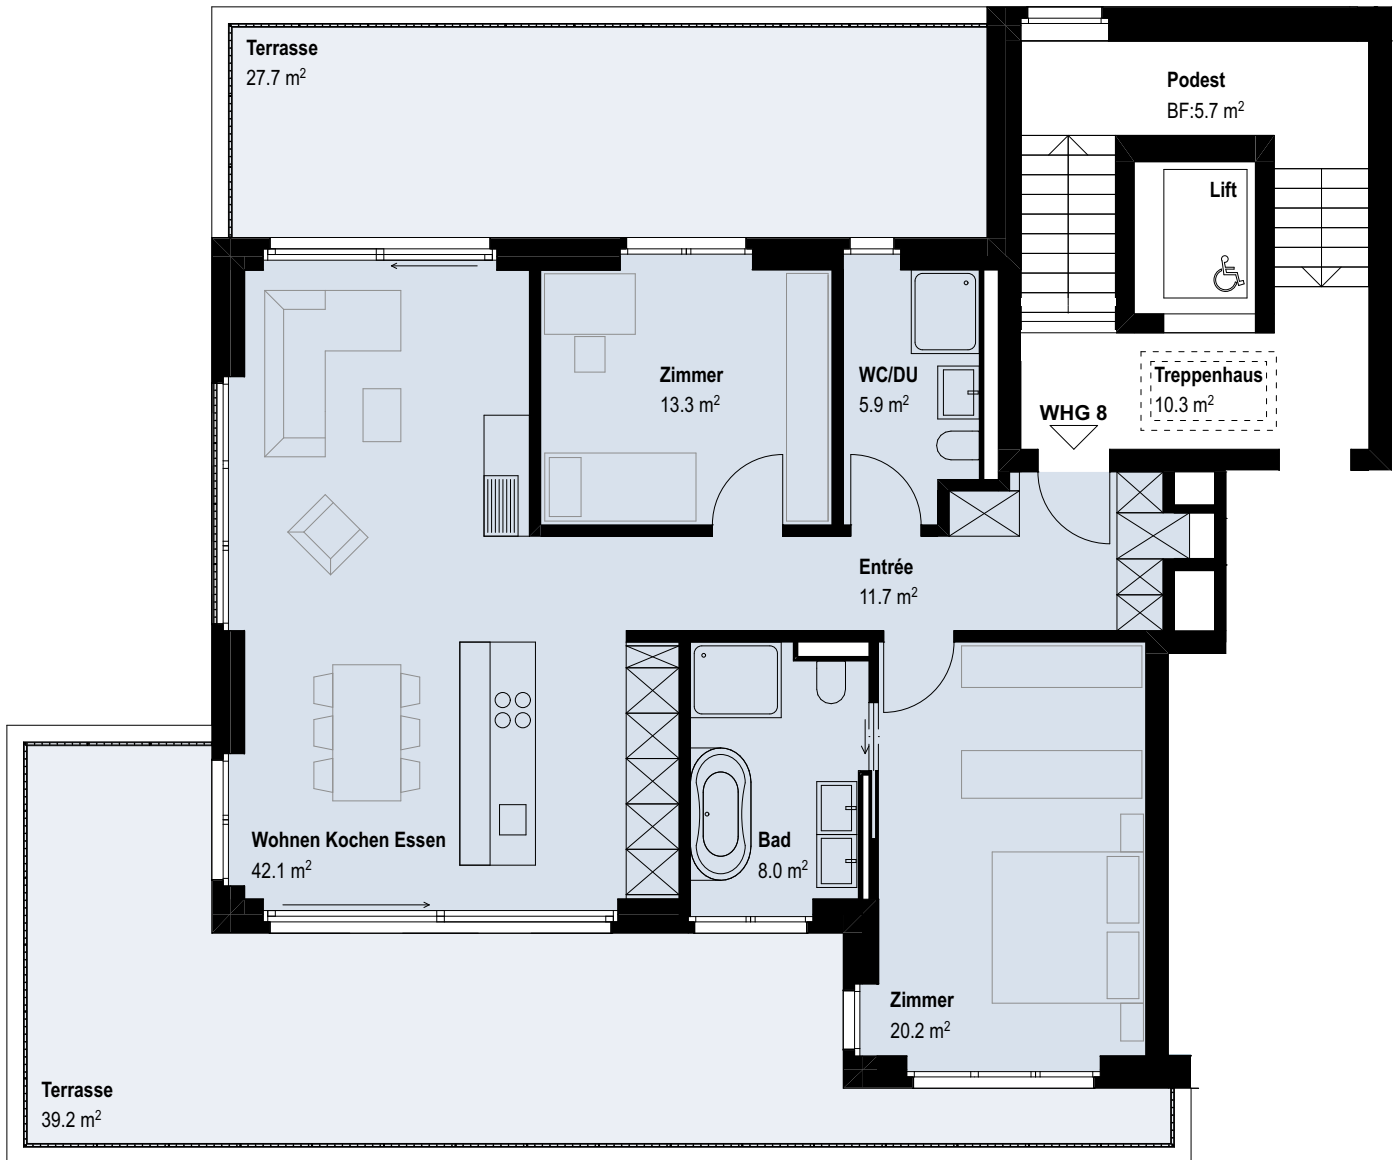 Terrasse
27.7 m²
Podest
BF:5.7 m²
Lift
Zimmer
13.3 m²
WC/DU
5.9 m²
Treppenhaus
10.3 m²
WHG 8
Entrée
11.7 m²
Wohnen Kochen Essen
42.1 m²
Bad
8.0 m²
Zimmer
20.2 m²
Terrasse
39.2 m²